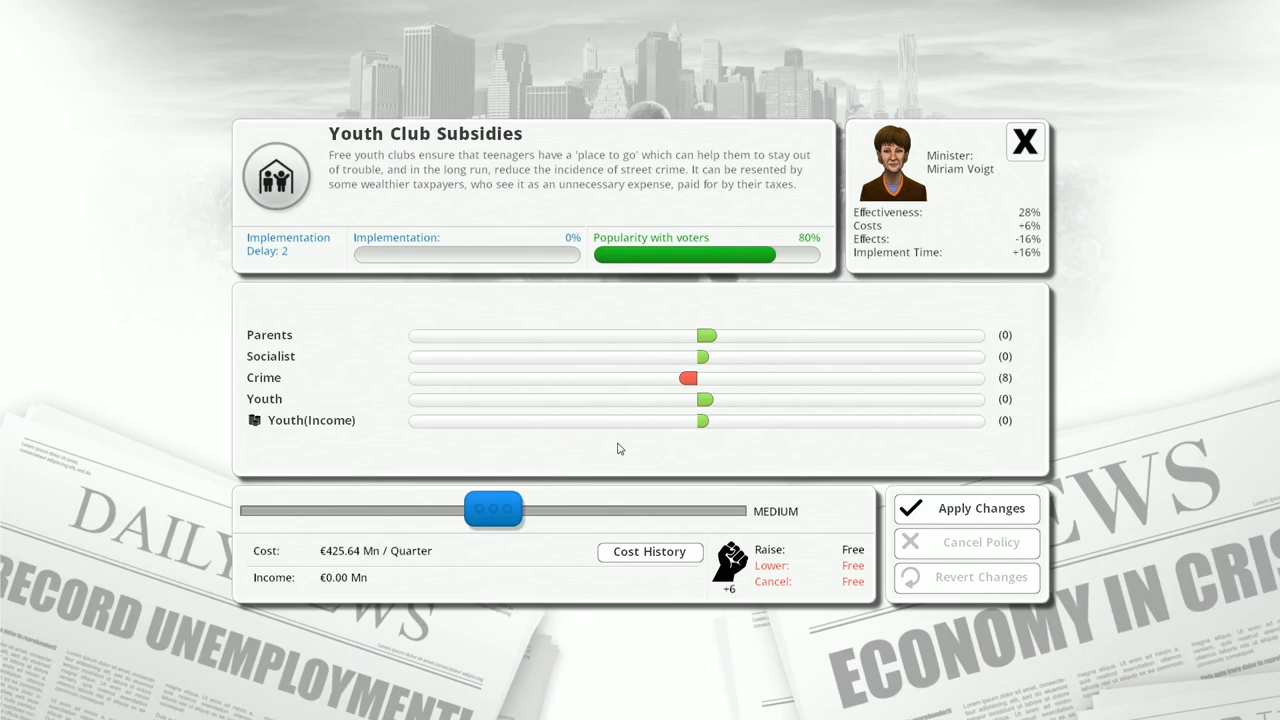 Youth Club Subsidies
Free youth clubs ensure that teenagers have a 'place to go' which can help them to stay out
of trouble, and in the long run, reduce the incidence of street crime. It can be resented by
some wealthier taxpayers, who see it as an unnecessary expense, paid for by their taxes.
Implementation
Delay: 2
Implementation: 0%
Popularity with voters 80%
X
Minister:
Miriam Voigt
Effectiveness: 28%
Costs +6%
Effects: -16%
Implement Time: +16%
Parents (0)
Socialist (0)
Crime (8)
Youth (0)
Youth(Income) (0)
MEDIUM
Cost: €425.64 Mn / Quarter
Income: €0.00 Mn
Cost History
+6
Raise: Free
Lower: Free
Cancel: Free
Apply Changes
Cancel Policy
Revert Changes
DAILY
NEWS
RECORD UNEMPLOYMENT!
NEWS
ECONOMY IN CRIS